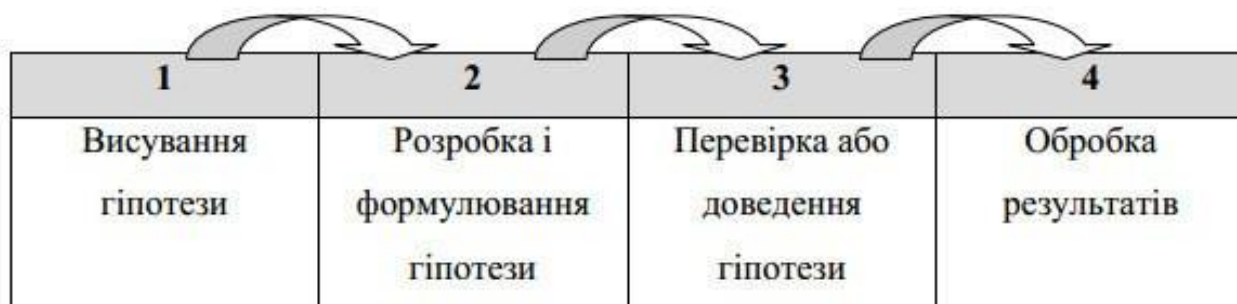 1
2
3
4
Висування
гіпотези
Розробка і
формулювання
гіпотези
Перевірка або
доведення
гіпотези
Обробка
результатів